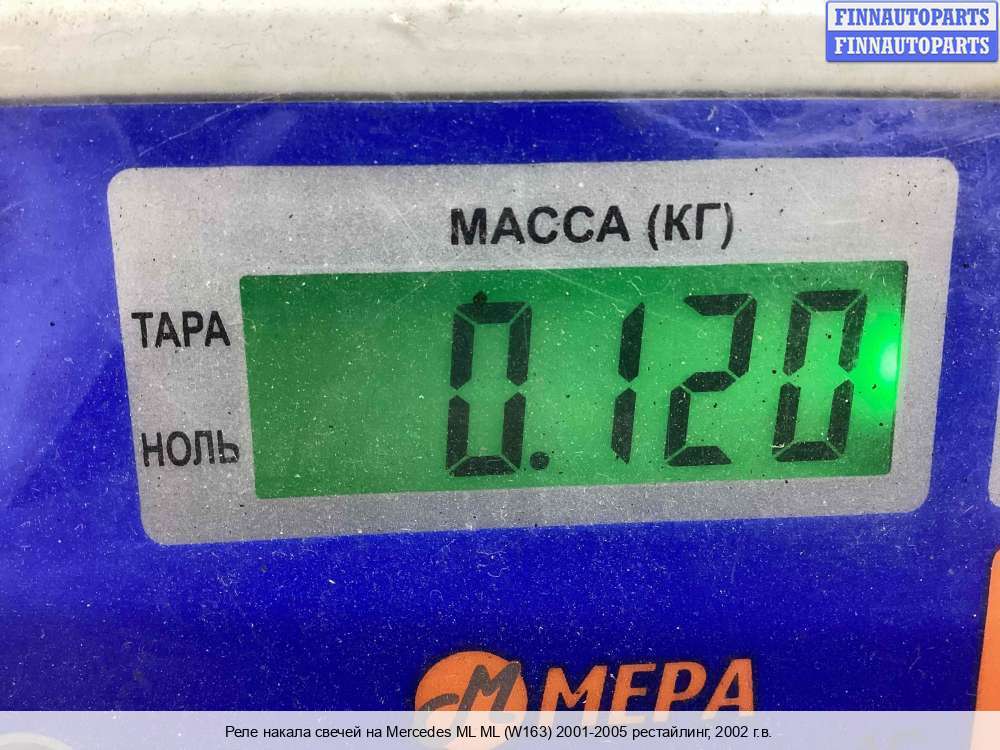 FINNAUTOPARTS
FINNAUTOPARTS
МАССА (КГ)
ТАРА
0.120
НОЛЬ
М МЕРА
Реле накала свечей на Mercedes ML ML (W163) 2001-2005 рестайлинг, 2002 г.в.